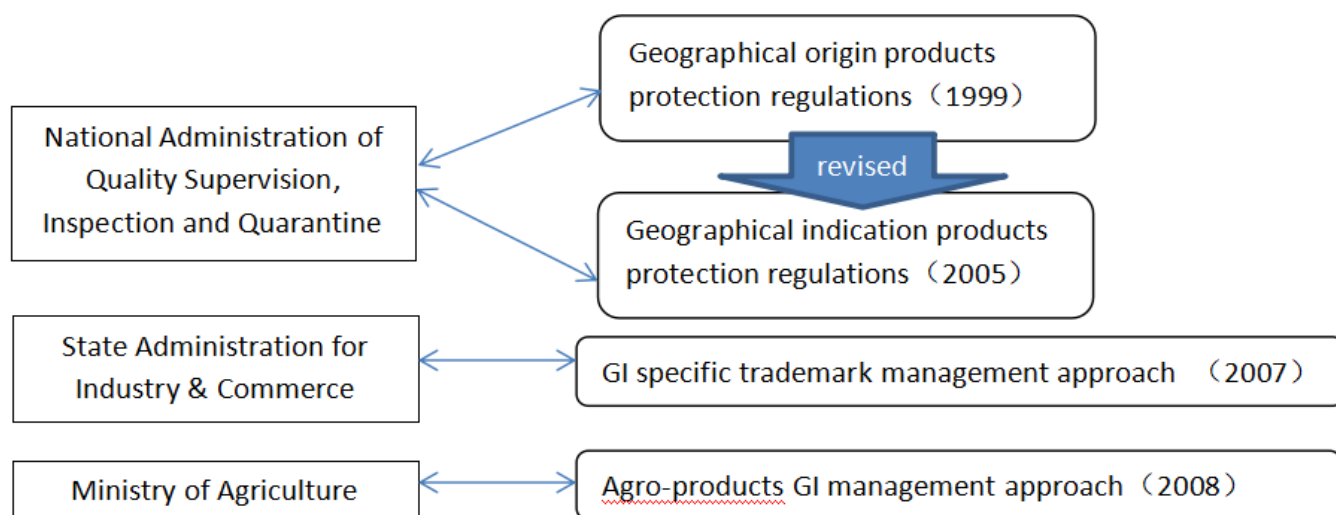 National Administration of
Quality Supervision,
Inspection and Quarantine
Geographical origin products
protection regulations（1999）
revised
Geographical indication products
protection regulations（2005）
State Administration for
Industry & Commerce
GI specific trademark management approach （2007）
Ministry of Agriculture
Agro-products GI management approach（2008）